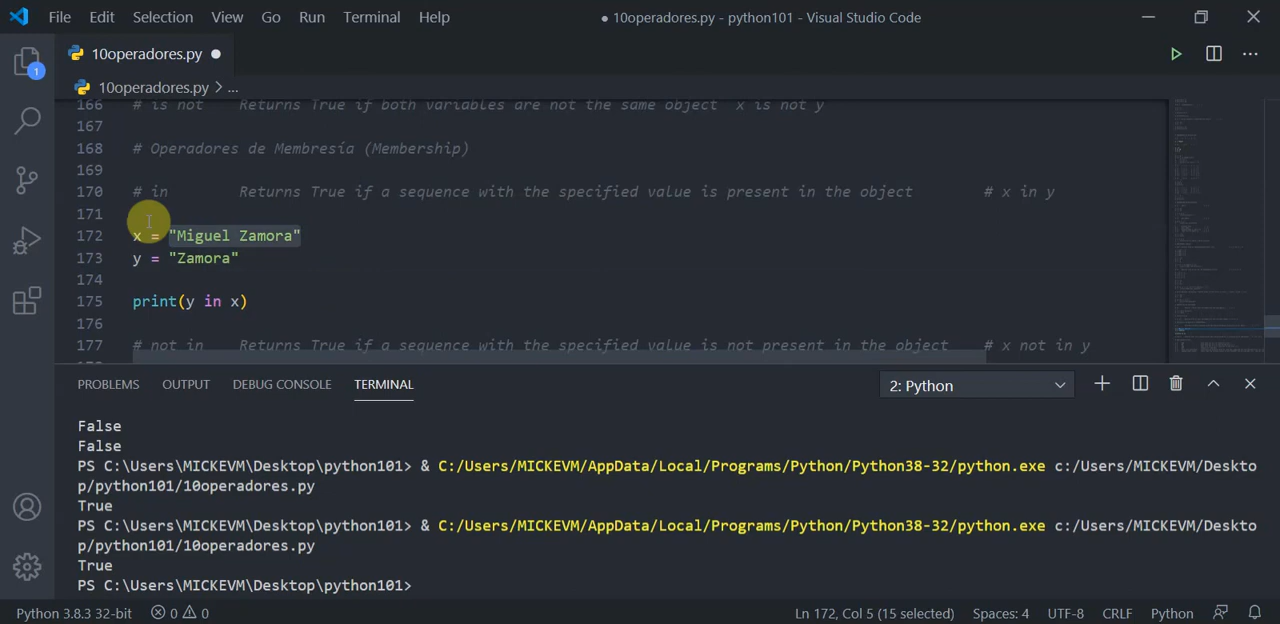 File Edit Selection View Go Run Terminal Help ● 10operadores.py - python101 - Visual Studio Code
10operadores.py ●
10operadores.py > ...
1
166 # is not Returns True if both variables are not the same object x is not y
167
168 # Operadores de Membresía (Membership)
169
170 # in Returns True if a sequence with the specified value is present in the object # x in y
171
172 x = "Miguel Zamora"
173 y = "Zamora"
174
175 print(y in x)
176
177 # not in Returns True if a sequence with the specified value is not present in the object # x not in y
PROBLEMS OUTPUT DEBUG CONSOLE TERMINAL 2: Python
False
False
PS C:\Users\MICKEVM\Desktop\python101> & C:/Users/MICKEVM/AppData/Local/Programs/Python/Python38-32/python.exe c:/Users/MICKEVM/Deskto
p/python101/10operadores.py
True
PS C:\Users\MICKEVM\Desktop\python101> & C:/Users/MICKEVM/AppData/Local/Programs/Python/Python38-32/python.exe c:/Users/MICKEVM/Deskto
p/python101/10operadores.py
True
PS C:\Users\MICKEVM\Desktop\python101>
Python 3.8.3 32-bit 0 0 Ln 172, Col 5 (15 selected) Spaces: 4 UTF-8 CRLF Python